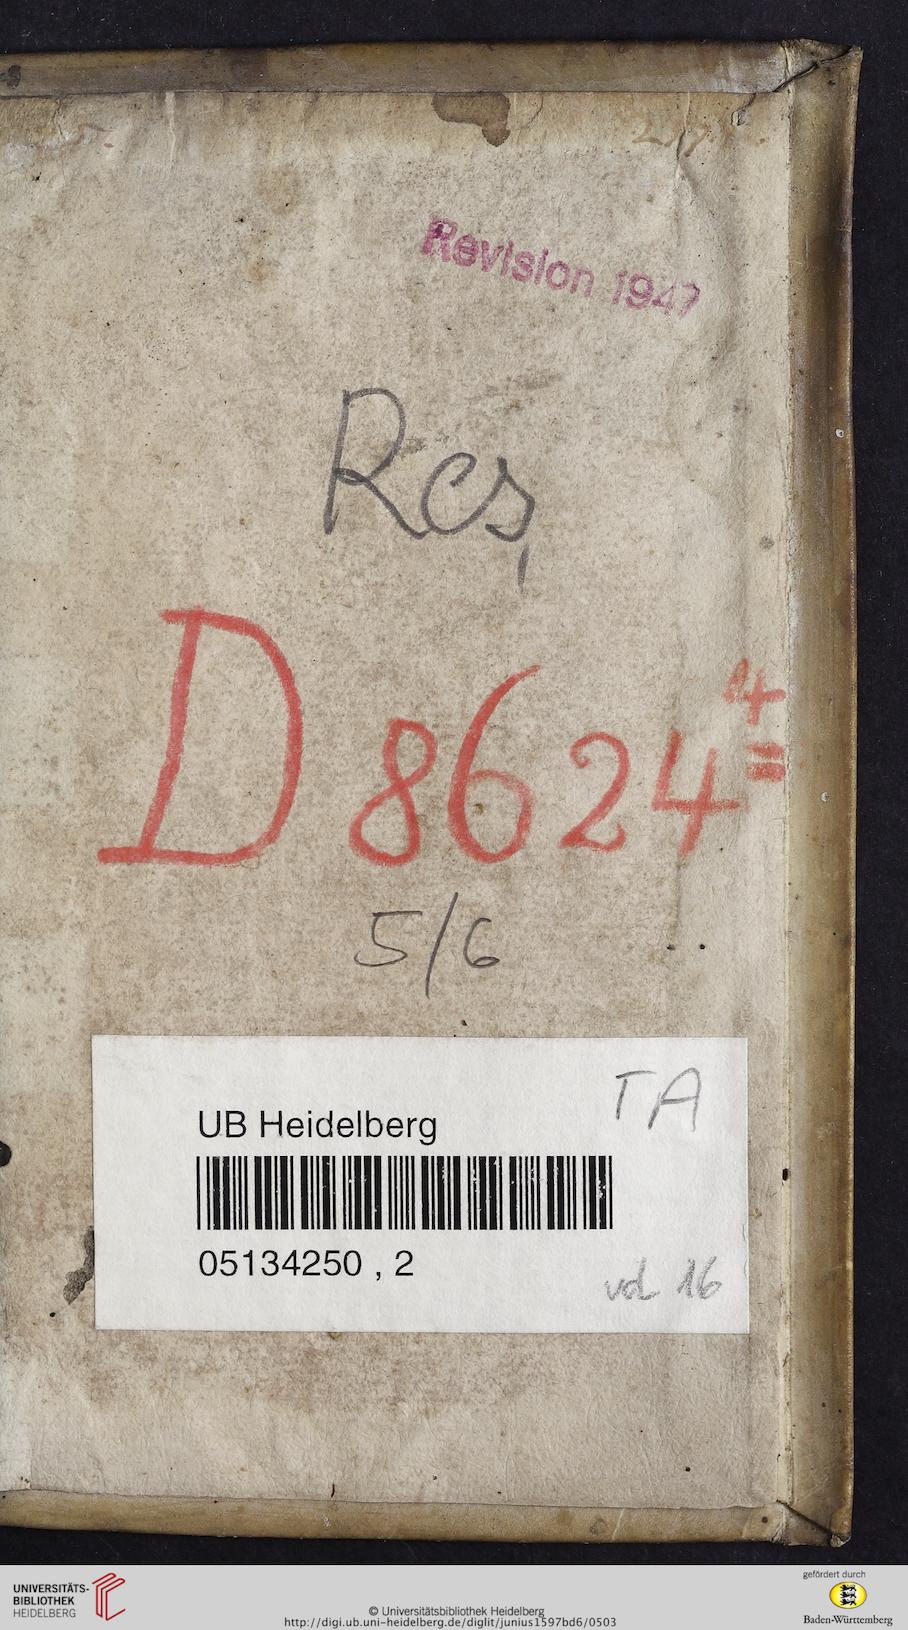 Revision 1947
Res,
D 8624 4=
5/6
TA
UB Heidelberg
05134250 , 2
vd 16
UNIVERSITÄTS-
BIBLIOTHEK
HEIDELBERG
© Universitätsbibliothek Heidelberg
http://digi.ub.uni-heidelberg.de/diglit/junius1597bd6/0503
gefördert durch
Baden-Württemberg